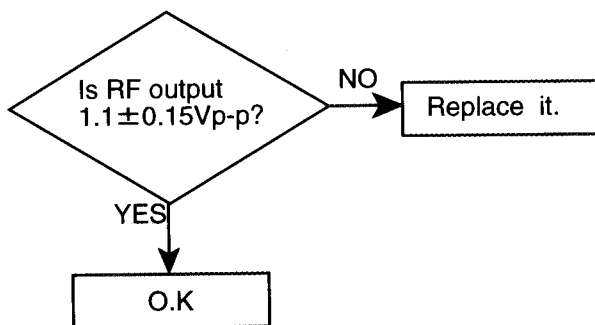 Is RF output
1.1±0.15Vp-p?
NO
Replace it.
YES
O.K